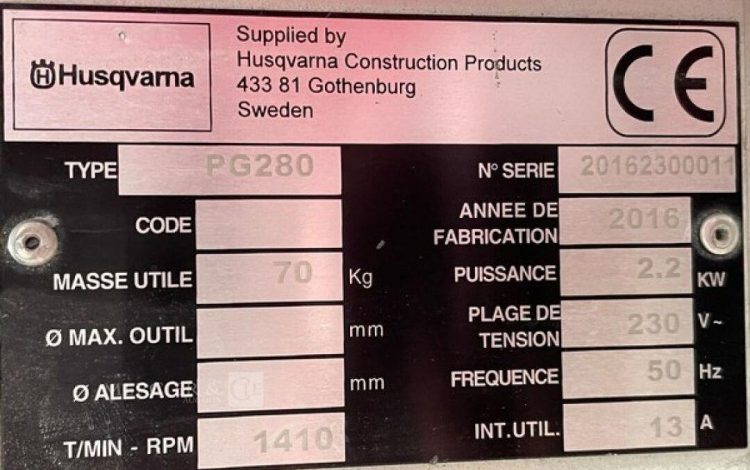 Husqvarna
Supplied by
Husqvarna Construction Products
433 81 Gothenburg
Sweden
CE
TYPE PG280
CODE
MASSE UTILE 70 Kg
Ø MAX. OUTIL mm
Ø ALESAGE mm
T/MIN - RPM 1410
N° SERIE 20162300011
ANNEE DE
FABRICATION 2016
PUISSANCE 2.2 KW
PLAGE DE
TENSION 230 V~
FREQUENCE 50 Hz
INT.UTIL. 13 A